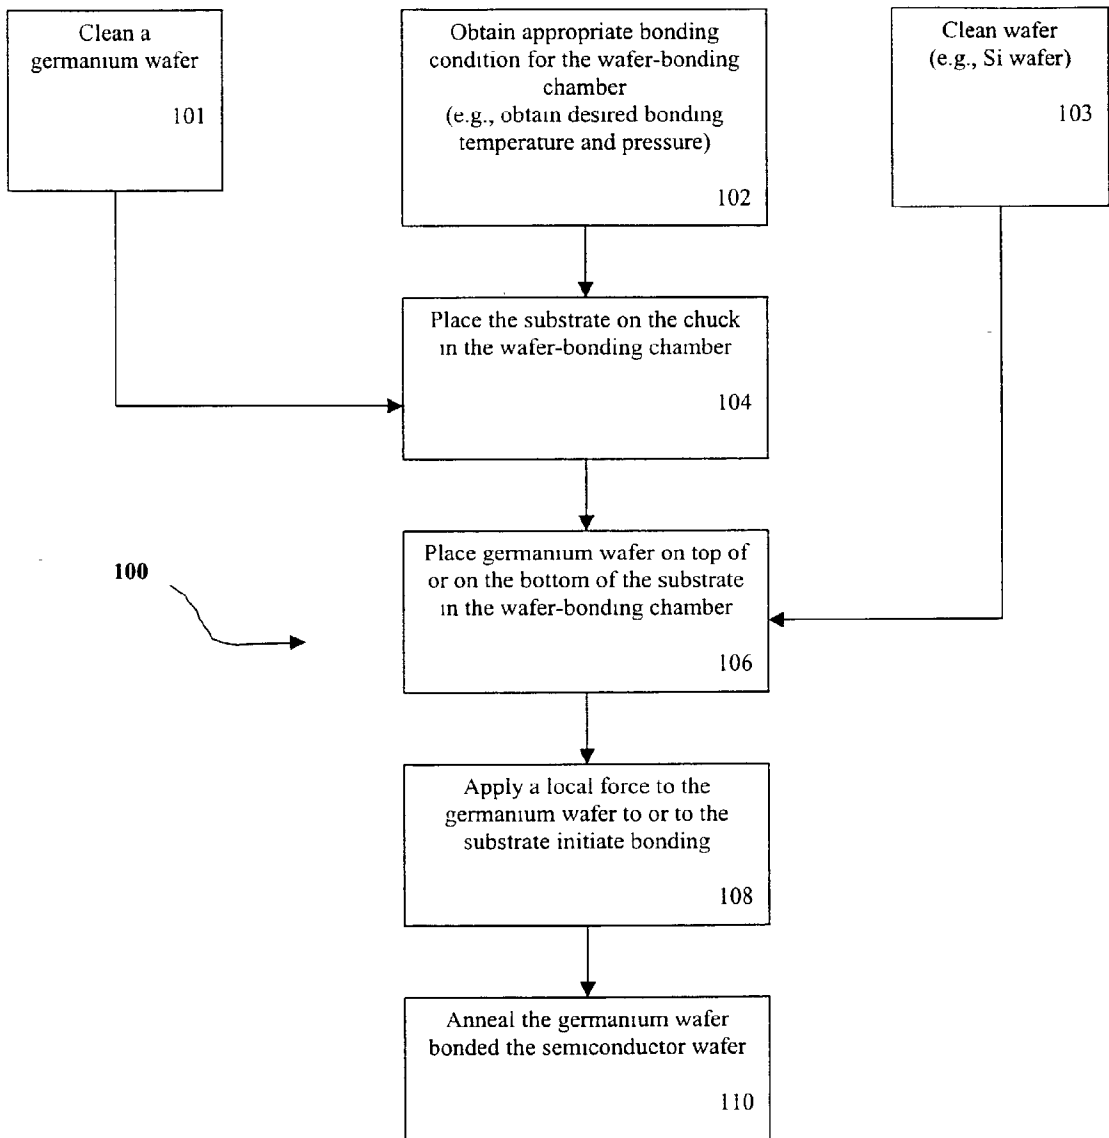 Clean a
germanium wafer
101
Obtain appropriate bonding
condition for the wafer-bonding
chamber
(e.g., obtain desired bonding
temperature and pressure)
102
Clean wafer
(e.g., Si wafer)
103
Place the substrate on the chuck
in the wafer-bonding chamber
104
Place germanium wafer on top of
or on the bottom of the substrate
in the wafer-bonding chamber
106
100
Apply a local force to the
germanium wafer to or to the
substrate initiate bonding
108
Anneal the germanium wafer
bonded the semiconductor wafer
110